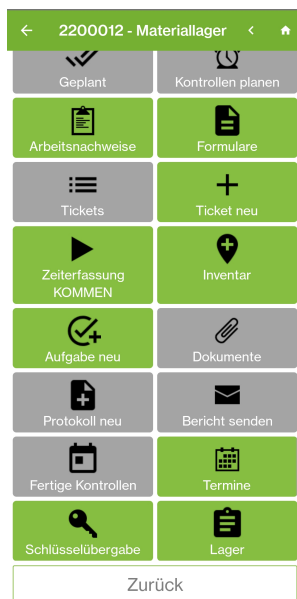 2200012 - Materiallager
Geplant
Kontrollen planen
Arbeitsnachweise
Formulare
Tickets
Ticket neu
Zeiterfassung
KOMMEN
Inventar
Aufgabe neu
Dokumente
Protokoll neu
Bericht senden
Fertige Kontrollen
Termine
Schlüsselübergabe
Lager
Zurück